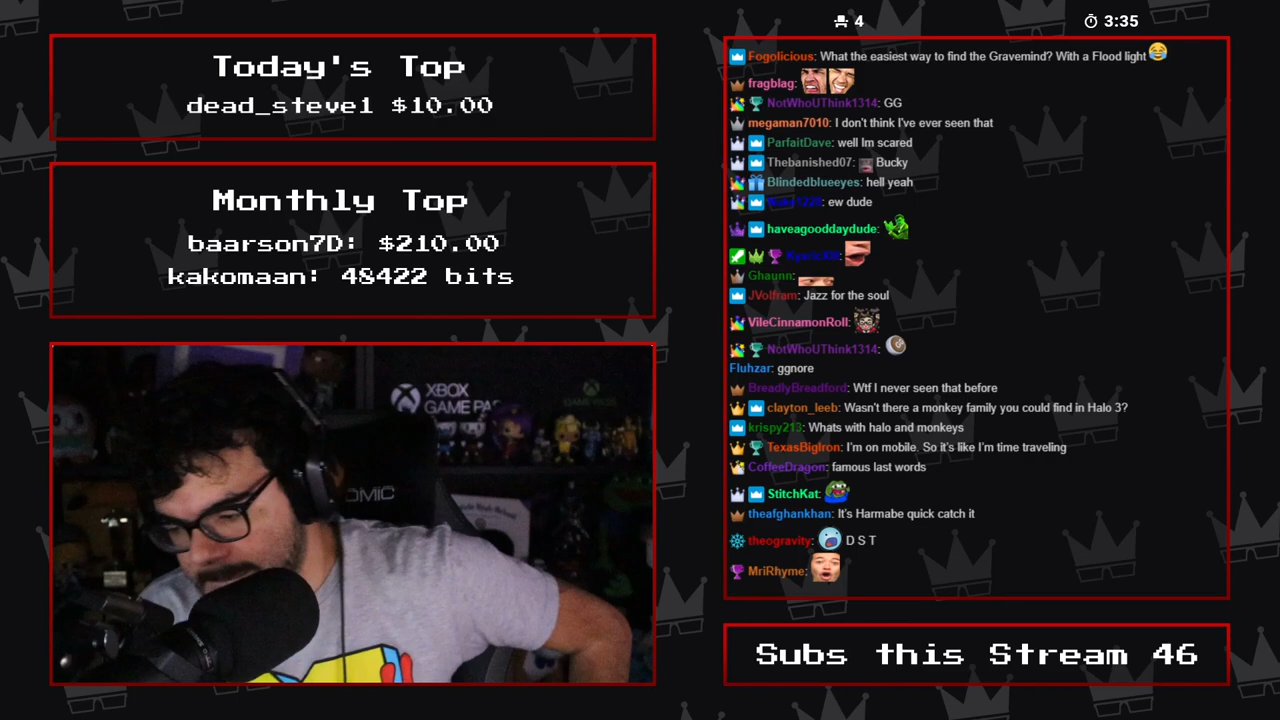 4
3:35
Today's Top
dead_steve1 $10.00
Monthly Top
baarson7D: $210.00
kakomaan: 48422 bits
XBOX
GAME PAS
OMIC
Fogolicious: What the easiest way to find the Gravemind? With a Flood light
fragblag:
NotWhoUThink1314: GG
megaman7010: I don't think I've ever seen that
ParfaitDave: well Im scared
Thebanished07: Bucky
Blindedblueeyes: hell yeah
ew dude
haveagooddaydude:
Ghaunn:
JVolfram: Jazz for the soul
VileCinnamonRoll:
NotWhoUThink1314:
Fluhzar: ggnore
BreadlyBreadford: Wtf I never seen that before
clayton_leeb: Wasn't there a monkey family you could find in Halo 3?
krispy213: Whats with halo and monkeys
TexasBigIron: I'm on mobile. So it's like I'm time traveling
CoffeeDragon: famous last words
StitchKat:
theafghankhan: It's Harmabe quick catch it
theogravity: D S T
MriRhyme:
Subs this Stream 46